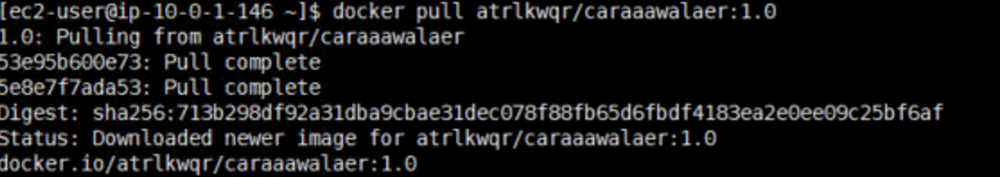 [ec2-user@ip-10-0-1-146 ~]$ docker pull atrlkwqr/caraaawalaer:1.0
1.0: Pulling from atrlkwqr/caraaawalaer
53e95b600e73: Pull complete
5e8e7f7ada53: Pull complete
Digest: sha256:713b298df92a31dba9cbae31dec078f88fb65d6fbdf4183ea2e0ee09c25bf6af
Status: Downloaded newer image for atrlkwqr/caraaawalaer:1.0
docker.io/atrlkwqr/caraaawalaer:1.0